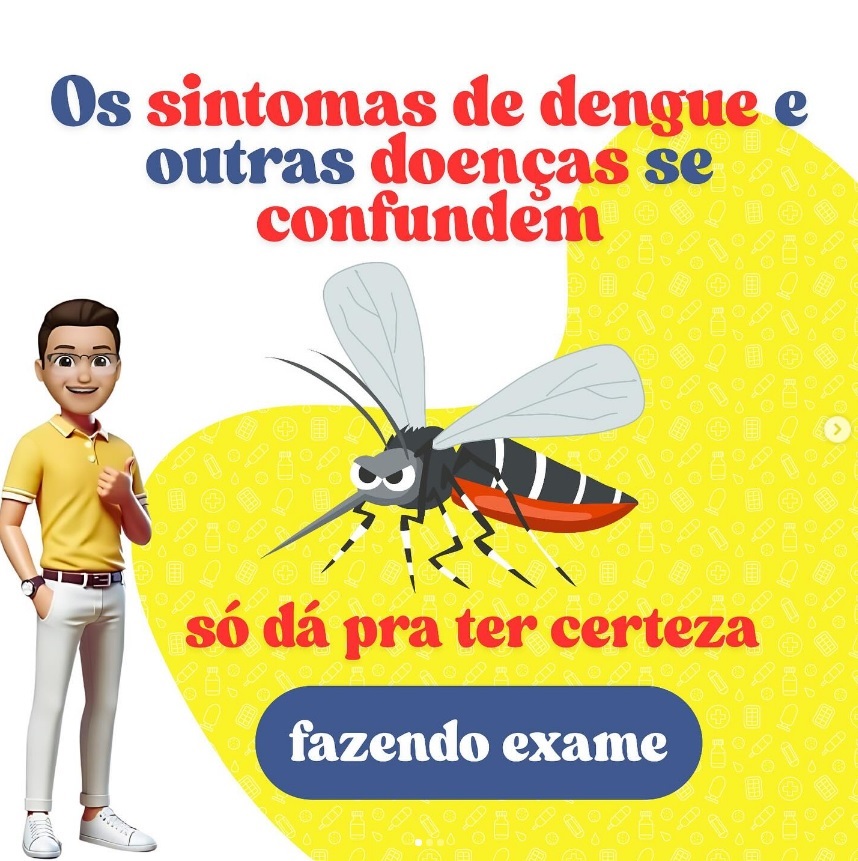 Os sintomas de dengue e
outras doenças se
confundem
só dá pra ter certeza
fazendo exame